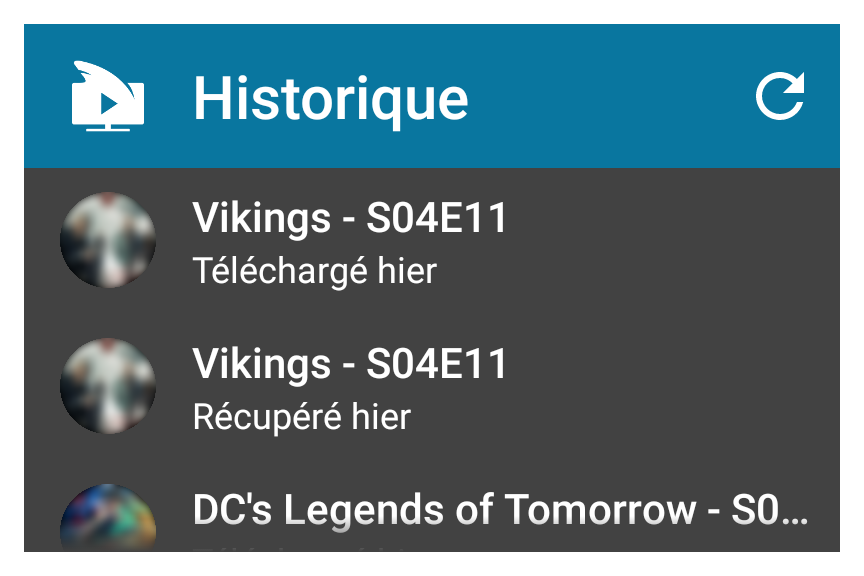 Historique
Vikings - S04E11
Téléchargé hier
Vikings - S04E11
Récupéré hier
DC's Legends of Tomorrow - S0...